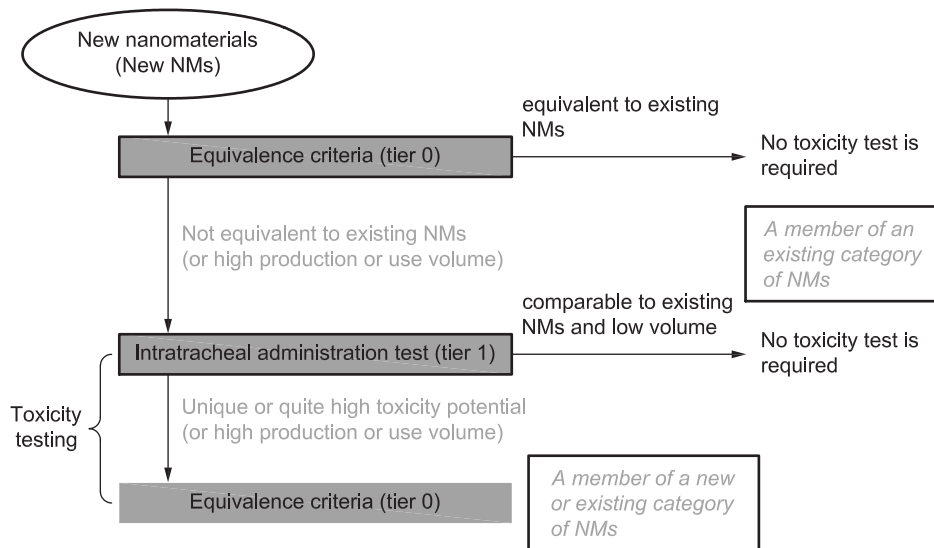 New nanomaterials
(New NMs)
equivalent to existing
NMs
Equivalence criteria (tier 0)
No toxicity test is
required
Not equivalent to existing NMs
(or high production or use volume)
A member of an
existing category
of NMs
comparable to existing
NMs and low volume
Intratracheal administration test (tier 1)
No toxicity test is
required
Toxicity
testing
Unique or quite high toxicity potential
(or high production or use volume)
Equivalence criteria (tier 0)
A member of a new
or existing category
of NMs